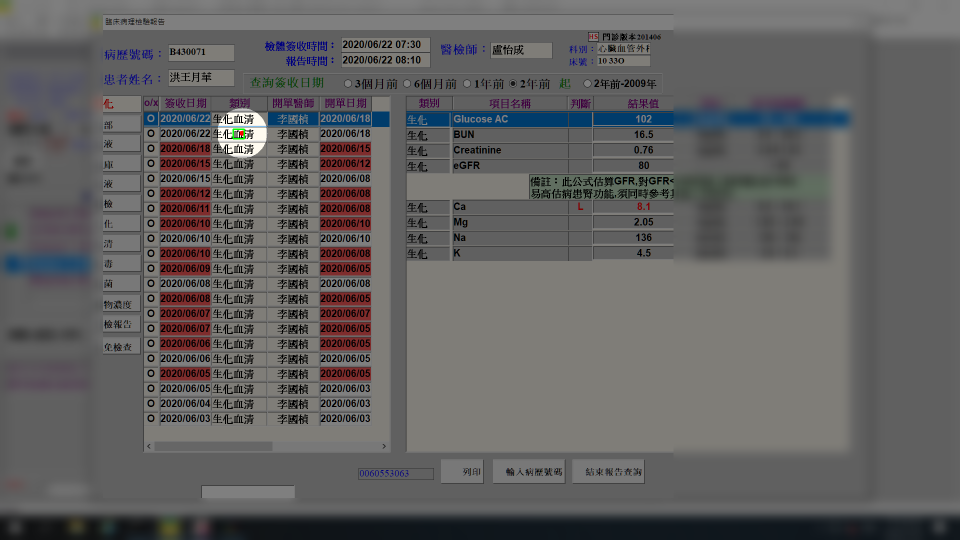 臨床病理檢驗報告
病歷號碼： B430071
檢體簽收時間： 2020/06/22 07:30
報告時間： 2020/06/22 08:10
醫檢師： 盧怡成
HS 門診版本201406
科別： 心臟血管外科
床號： 10 33O
患者姓名： 洪王月華
查詢簽收日期 3個月前 6個月前 1年前 2年前 起 2年前-2009年
化 o/x 簽收日期 類別 開單醫師 開單日期
O 2020/06/22 生化血清 李國楨 2020/06/18
部 O 2020/06/22 生化血清 李國楨 2020/06/18
液 O 2020/06/18 生化血清 李國楨 2020/06/15
庫 O 2020/06/15 生化血清 李國楨 2020/06/12
液 O 2020/06/15 生化血清 李國楨 2020/06/08
O 2020/06/12 生化血清 李國楨 2020/06/08
檢 O 2020/06/11 生化血清 李國楨 2020/06/08
化 O 2020/06/10 生化血清 李國楨 2020/06/10
清 O 2020/06/10 生化血清 李國楨 2020/06/10
O 2020/06/10 生化血清 李國楨 2020/06/08
毒 O 2020/06/09 生化血清 李國楨 2020/06/05
菌 O 2020/06/08 生化血清 李國楨 2020/06/08
物濃度 O 2020/06/08 生化血清 李國楨 2020/06/05
O 2020/06/07 生化血清 李國楨 2020/06/07
檢報告 O 2020/06/07 生化血清 李國楨 2020/06/05
免檢查 O 2020/06/06 生化血清 李國楨 2020/06/05
O 2020/06/06 生化血清 李國楨 2020/06/05
O 2020/06/05 生化血清 李國楨 2020/06/05
O 2020/06/05 生化血清 李國楨 2020/06/03
O 2020/06/04 生化血清 李國楨 2020/06/03
O 2020/06/03 生化血清 李國楨 2020/06/03
類別 項目名稱 判斷 結果值
生化 Glucose AC 102
生化 BUN 16.5
生化 Creatinine 0.76
生化 eGFR 80
備註：此公式估算GFR,對GFR<
易高估病患腎功能,須同時參考
生化 Ca L 8.1
生化 Mg 2.05
生化 Na 136
生化 K 4.5
0060553063 列印 輸入病歷號碼 結束報告查詢